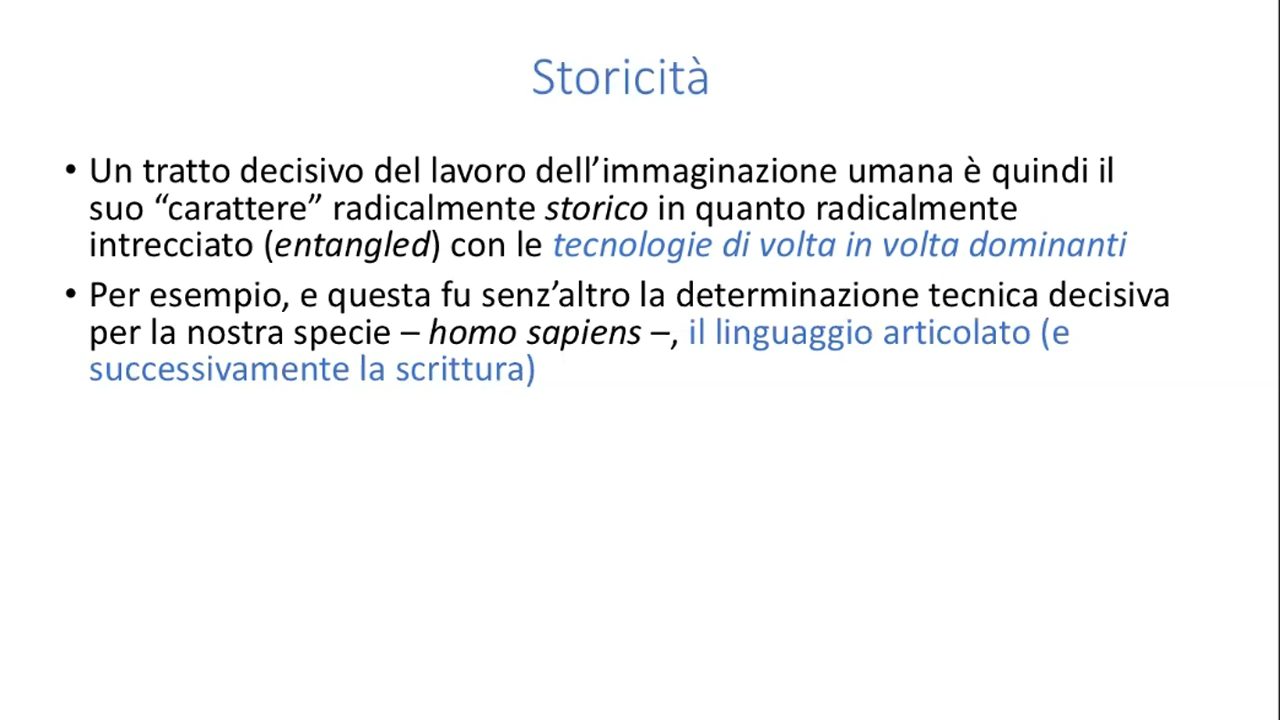 Storicità
• Un tratto decisivo del lavoro dell’immaginazione umana è quindi il
suo “carattere” radicalmente storico in quanto radicalmente
intrecciato (entangled) con le tecnologie di volta in volta dominanti
• Per esempio, e questa fu senz’altro la determinazione tecnica decisiva
per la nostra specie – homo sapiens –, il linguaggio articolato (e
successivamente la scrittura)